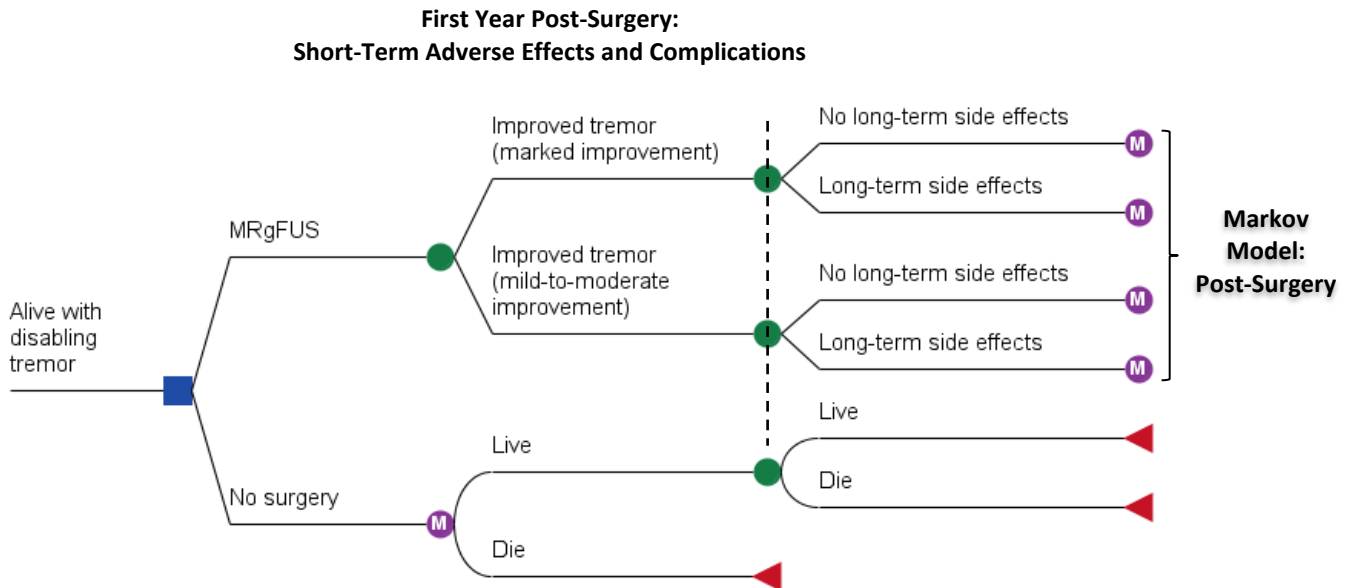 First Year Post-Surgery:
Short-Term Adverse Effects and Complications
Improved tremor
(marked improvement)
No long-term side effects
M
Long-term side effects
M
MRgFUS
Improved tremor
(mild-to-moderate
improvement)
No long-term side effects
M
Long-term side effects
M
Markov
Model:
Post-Surgery
Alive with
disabling
tremor
Live
Live
Die
No surgery
M
Die